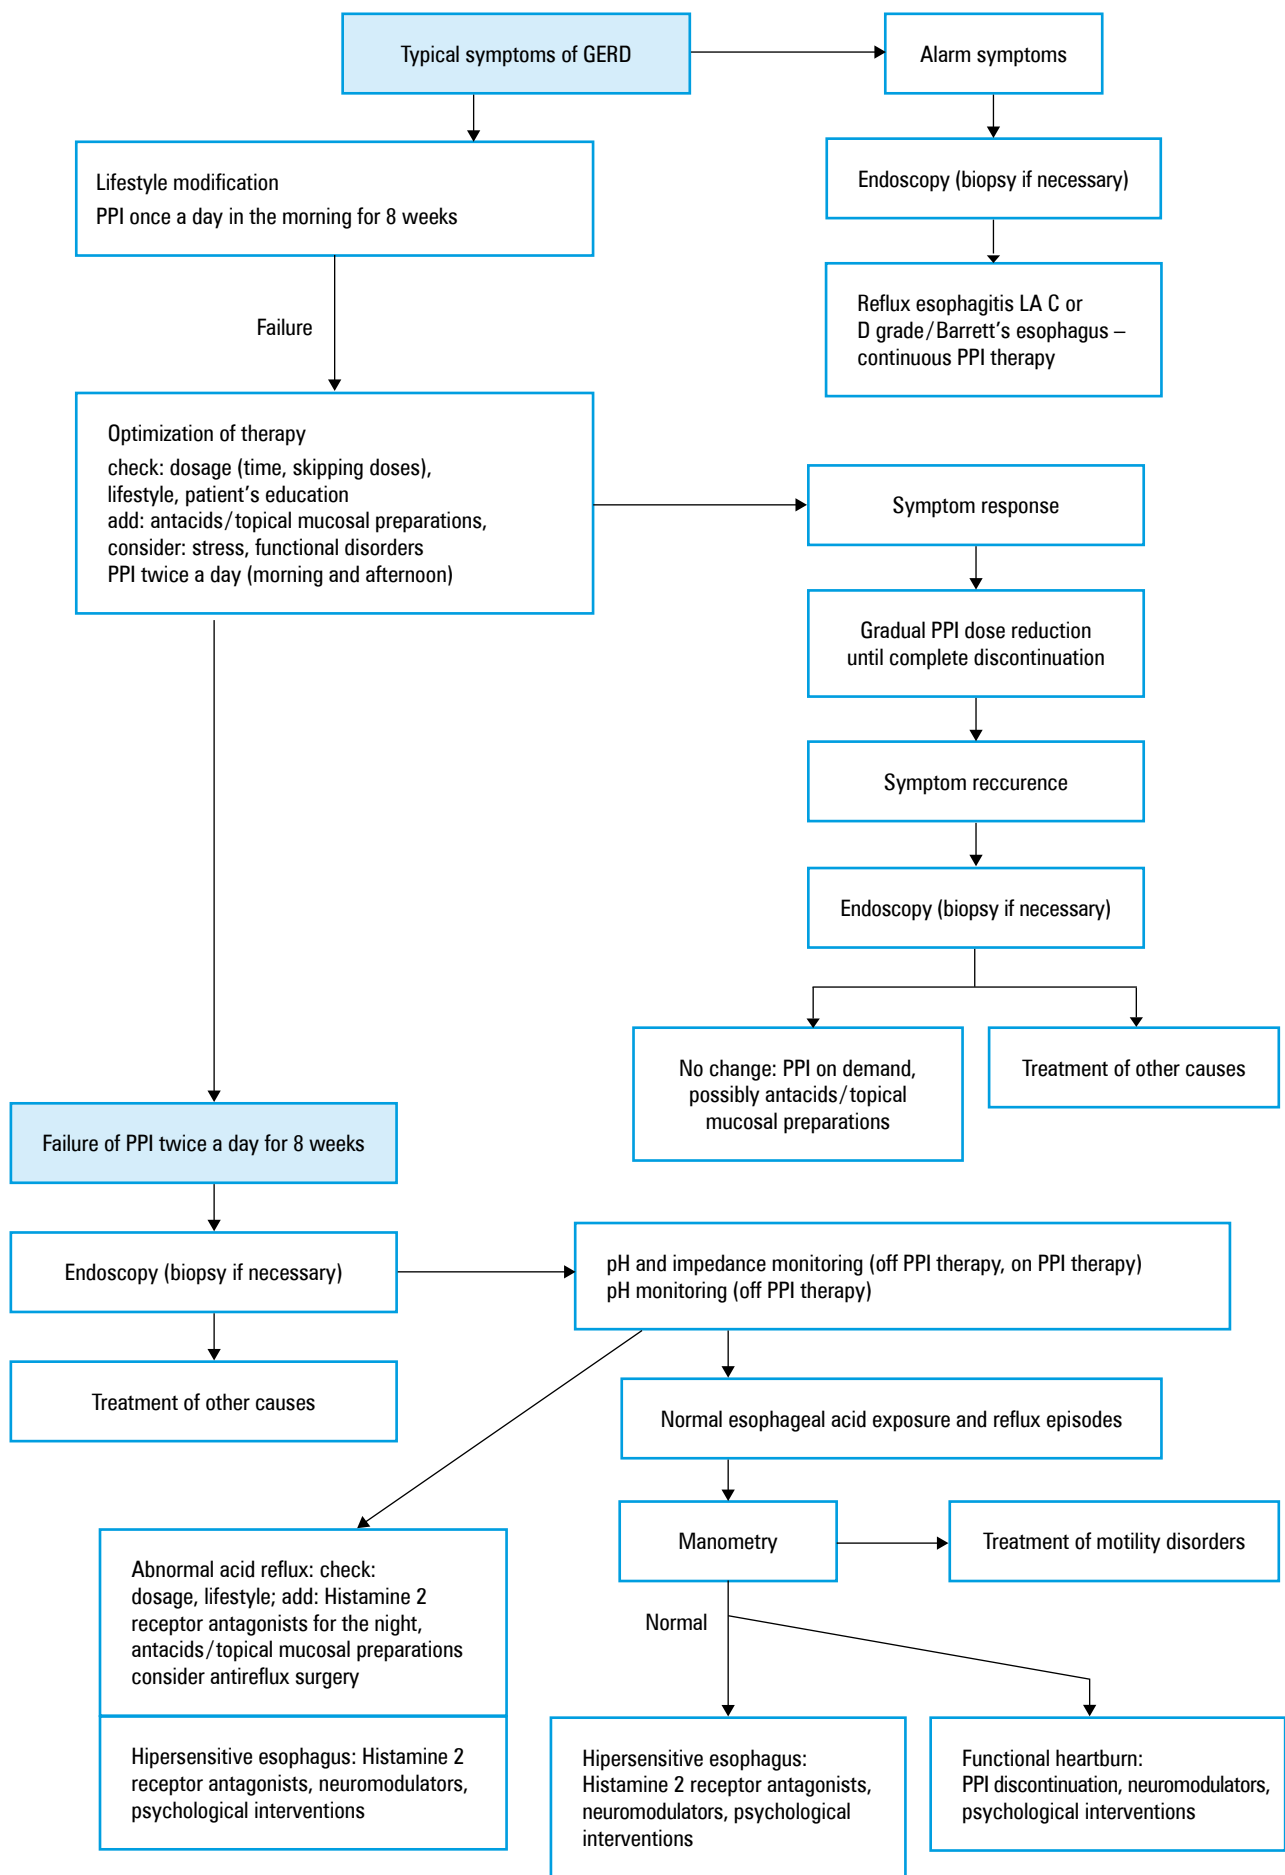 Typical symptoms of GERD
Alarm symptoms
Lifestyle modification
PPI once a day in the morning for 8 weeks
Endoscopy (biopsy if necessary)
Reflux esophagitis LA C or
D grade/Barrett's esophagus –
continuous PPI therapy
Failure
Optimization of therapy
check: dosage (time, skipping doses),
lifestyle, patient's education
add: antacids/topical mucosal preparations,
consider: stress, functional disorders
PPI twice a day (morning and afternoon)
Symptom response
Gradual PPI dose reduction
until complete discontinuation
Symptom reccurence
Endoscopy (biopsy if necessary)
No change: PPI on demand,
possibly antacids/topical
mucosal preparations
Treatment of other causes
Failure of PPI twice a day for 8 weeks
Endoscopy (biopsy if necessary)
pH and impedance monitoring (off PPI therapy, on PPI therapy)
pH monitoring (off PPI therapy)
Treatment of other causes
Normal esophageal acid exposure and reflux episodes
Manometry
Treatment of motility disorders
Abnormal acid reflux: check:
dosage, lifestyle; add: Histamine 2
receptor antagonists for the night,
antacids/topical mucosal preparations
consider antireflux surgery
Normal
Hipersensitive esophagus: Histamine 2
receptor antagonists, neuromodulators,
psychological interventions
Hipersensitive esophagus:
Histamine 2 receptor antagonists,
neuromodulators, psychological
interventions
Functional heartburn:
PPI discontinuation, neuromodulators,
psychological interventions